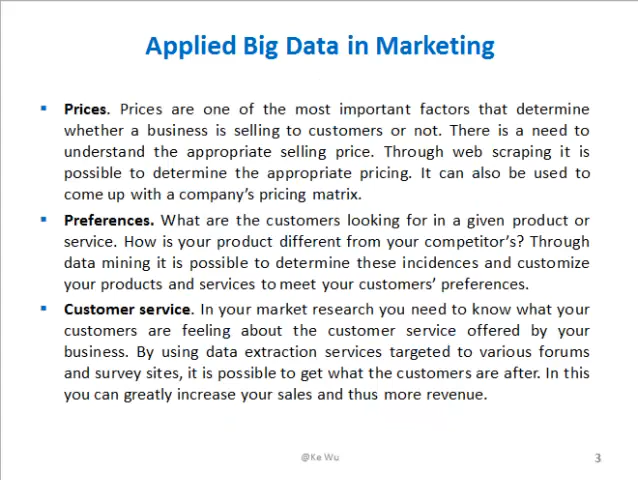 Applied Big Data in Marketing
▪ Prices. Prices are one of the most important factors that determine
whether a business is selling to customers or not. There is a need to
understand the appropriate selling price. Through web scraping it is
possible to determine the appropriate pricing. It can also be used to
come up with a company's pricing matrix.
▪ Preferences. What are the customers looking for in a given product or
service. How is your product different from your competitor's? Through
data mining it is possible to determine these incidences and customize
your products and services to meet your customers' preferences.
▪ Customer service. In your market research you need to know what your
customers are feeling about the customer service offered by your
business. By using data extraction services targeted to various forums
and survey sites, it is possible to get what the customers are after. In this
you can greatly increase your sales and thus more revenue.
@Ke Wu
3